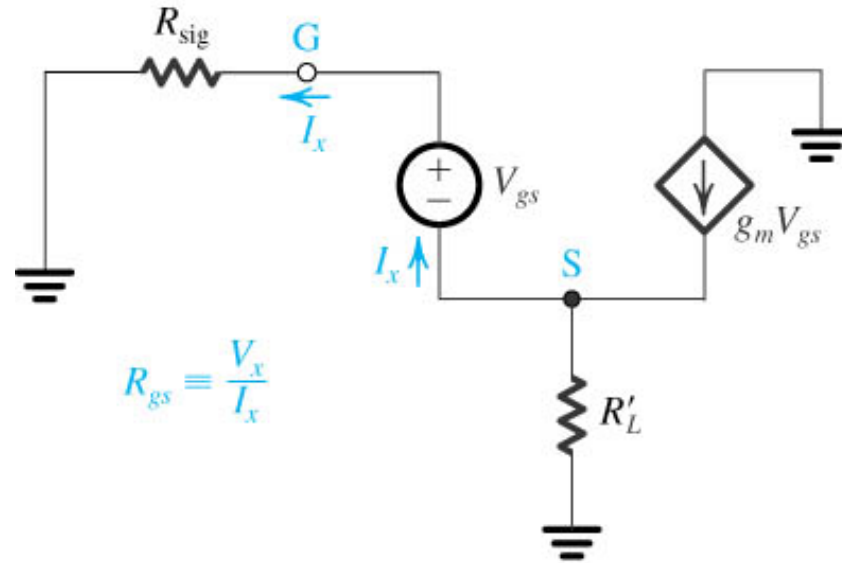 R_sig
G
I_x
+
−
V_gs
g_m V_gs
I_x
S
R_gs ≡ V_x / I_x
R′_L